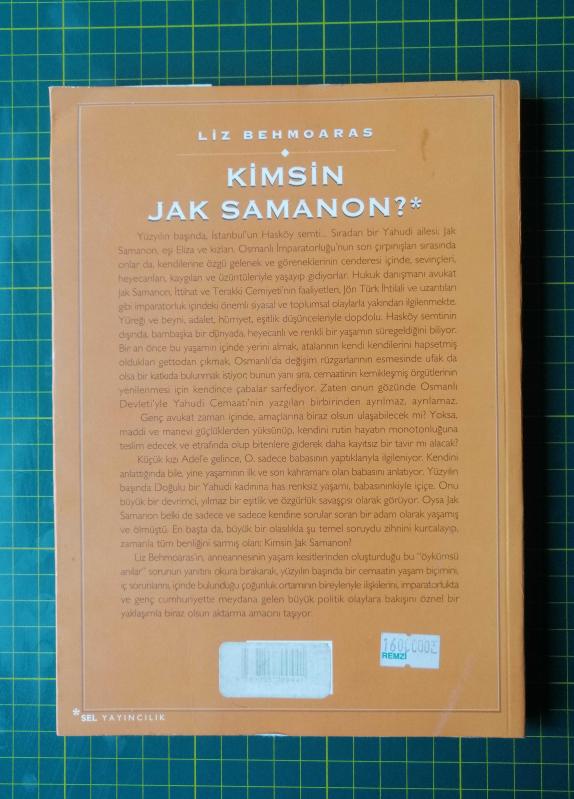 LİZ BEHMOARAS
KİMSİN
JAK SAMANON?*
Yüzyılın başında, İstanbul'un Hasköy semti... Sıradan bir Yahudi ailesi: Jak
Samanon, eşi Eliza ve kızları. Osmanlı İmparatorluğu'nun son çırpınışları sırasında
onlar da, kendilerine özgü gelenek ve göreneklerinin cenderesi içinde, sevinçleri,
heyecanları, kaygıları ve üzüntüleriyle yaşayıp gidiyorlar. Hukuk danışmanı avukat
Jak Samanon, İttihat ve Terakki Cemiyeti'nin faaliyetleri, Jön Türk İhtilali ve uzantıları
gibi imparatorluk içindeki önemli siyasal ve toplumsal olaylarla yakından ilgilenmekte.
Yüreği ve beyni, adalet, hürriyet, eşitlik düşünceleriyle dopdolu. Hasköy semtinin
dışında, bambaşka bir dünyada, heyecanlı ve renkli bir yaşamın süregeldiğini biliyor.
Bir an önce bu yaşamın içinde yerini almak, atalarının kendi kendilerini hapsetmiş
oldukları gettodan çıkmak, Osmanlı'da değişim rüzgarlarının esmesinde ufak da
olsa bir katkıda bulunmak istiyor; bunun yanı sıra, cemaatinin kemikleşmiş örgütlerinin
yenilenmesi için kendince çabalar sarfediyor. Zaten onun gözünde Osmanlı
Devleti'yle Yahudi Cemaati'nin yazgıları birbirinden ayrılmaz, ayrılamaz.
Genç avukat zaman içinde, amaçlarına biraz olsun ulaşabilecek mi? Yoksa,
maddi ve manevi güçlüklerden yüksünüp, kendini rutin hayatın monotonluğuna
teslim edecek ve etrafında olup bitenlere giderek daha kayıtsız bir tavır mı alacak?
Küçük kızı Adel'e gelince, O, sadece babasının yaptıklarıyla ilgileniyor. Kendini
anlattığında bile, yine yaşamının ilk ve son kahramanı olan babasını anlatıyor. Yüzyılın
başında Doğulu bir Yahudi kadınına has renksiz yaşamı, babasınınkiyle içiçe. Onu
büyük bir devrimci, yılmaz bir eşitlik ve özgürlük savaşçısı olarak görüyor. Oysa Jak
Samanon belki de sadece ve sadece kendine sorular soran bir adam olarak yaşamış
ve ölmüştü. En başta da, büyük bir olasılıkla şu temel soruydu zihnini kurcalayıp,
zamanla tüm benliğini sarmış olan: Kimsin Jak Samanon?
Liz Behmoaras'ın, anneannesinin yaşam kesitlerinden oluşturduğu bu "öykümsü
anılar" sorunun yanıtını okura bırakarak, yüzyılın başında bir cemaatin yaşam biçimini,
iç sorunlarını, içinde bulunduğu çoğunluk ortamının bireyleriyle ilişkilerini, imparatorlukta
ve genç cumhuriyette meydana gelen büyük politik olaylara bakışını öznel bir
yaklaşımla biraz olsun aktarma amacını taşıyor.
REMZİ
*SEL YAYINCILIK